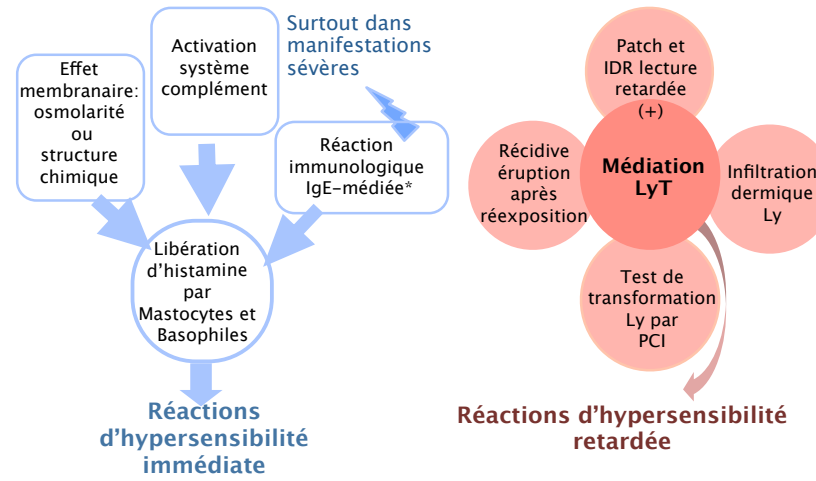 Effet
membranaire:
osmolarité
ou
structure
chimique
Activation
système
complément
Surtout dans
manifestations
sévères
Réaction
immunologique
IgE-médiée*
Libération
d'histamine
par
Mastocytes et
Basophiles
Réactions
d'hypersensibilité
immédiate
Patch et
IDR lecture
retardée
(+)
Récidive
éruption
après
réexposition
Médiation
LyT
Infiltration
dermique
Ly
Test de
transformation
Ly par
PCI
Réactions d'hypersensibilité
retardée